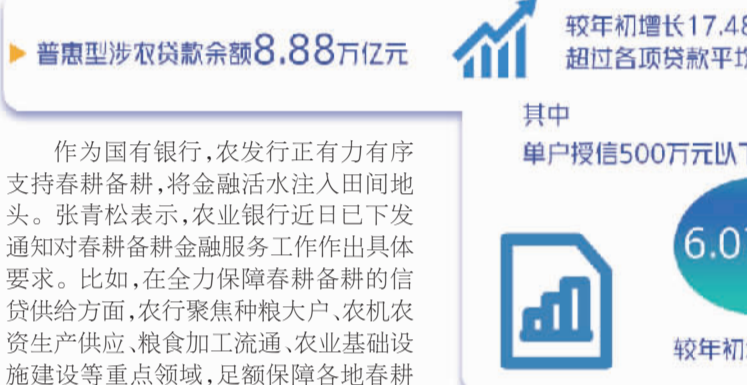 普惠型涉农贷款余额8.88万亿元
较年初增长17.48
超过各项贷款平均
其中
单户授信500万元以下
6.07
较年初增
作为国有银行,农发行正有力有序
支持春耕备耕,将金融活水注入田间地
头。张青松表示,农业银行近日已下发
通知对春耕备耕金融服务工作作出具体
要求。比如,在全力保障春耕备耕的信
贷供给方面,农行聚焦种粮大户、农机农
资生产供应、粮食加工流通、农业基础设
施建设等重点领域,足额保障各地春耕